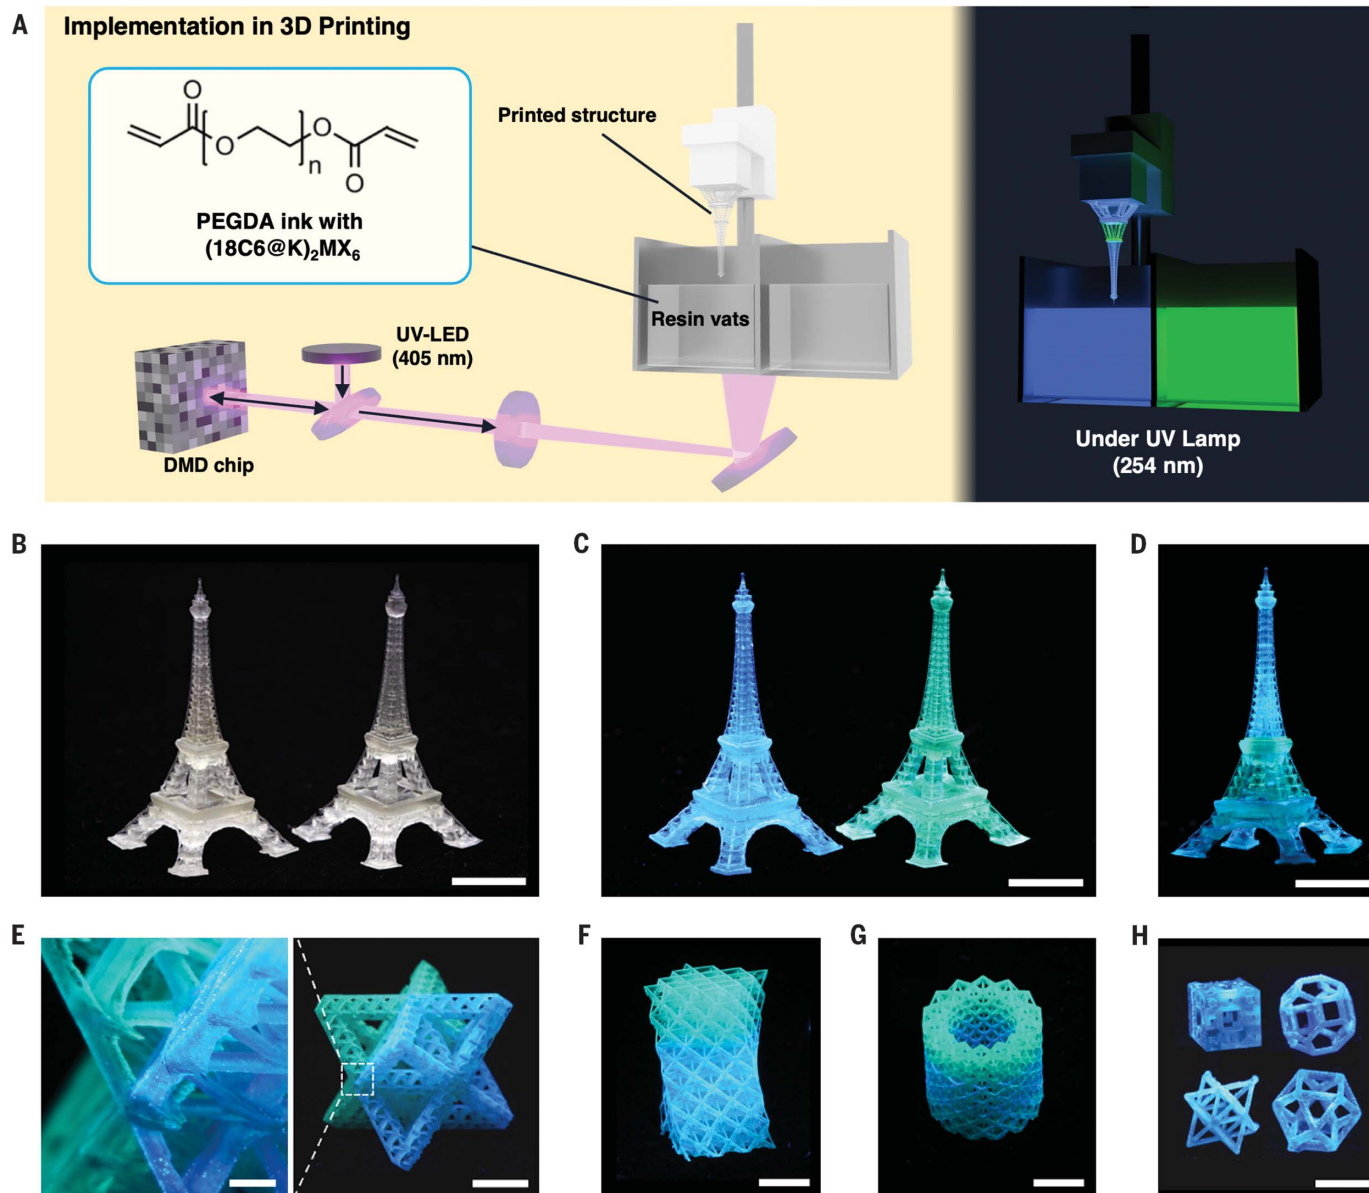 A
Implementation in 3D Printing
O
O
n
O
O
PEGDA ink with
(18C6@K)₂MX₆
Printed structure
Resin vats
UV-LED
(405 nm)
DMD chip
Under UV Lamp
(254 nm)
B
C
D
E
F
G
H